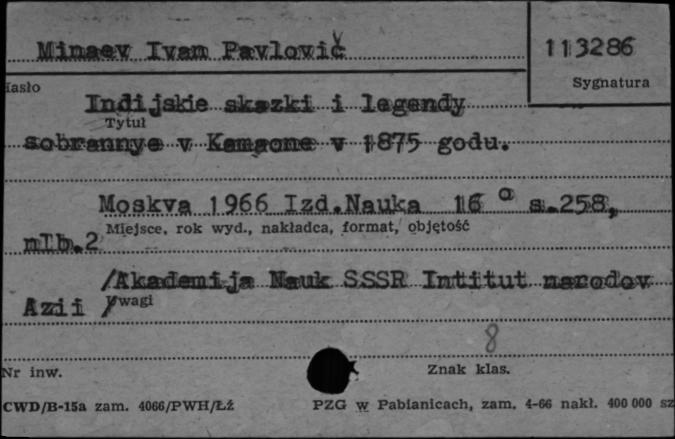 Minaev Ivan Pavlovič
113286
Hasło
Sygnatura
Indijskie skazki i legendy
Tytuł
sobrannye v Kamaone v 1875 godu.
Moskva 1966 Izd.Nauka 16° s.258,
Miejsce, rok wyd., nakładca, format, objętość
nlb.2
/Akademija Nauk SSSR Intitut narodov
Azii /
Uwagi
8
Nr inw.
Znak klas.
CWD/B-15a zam. 4066/PWH/Łź
PZG w Pabianicach, zam. 4-66 nakł. 400 000 sz